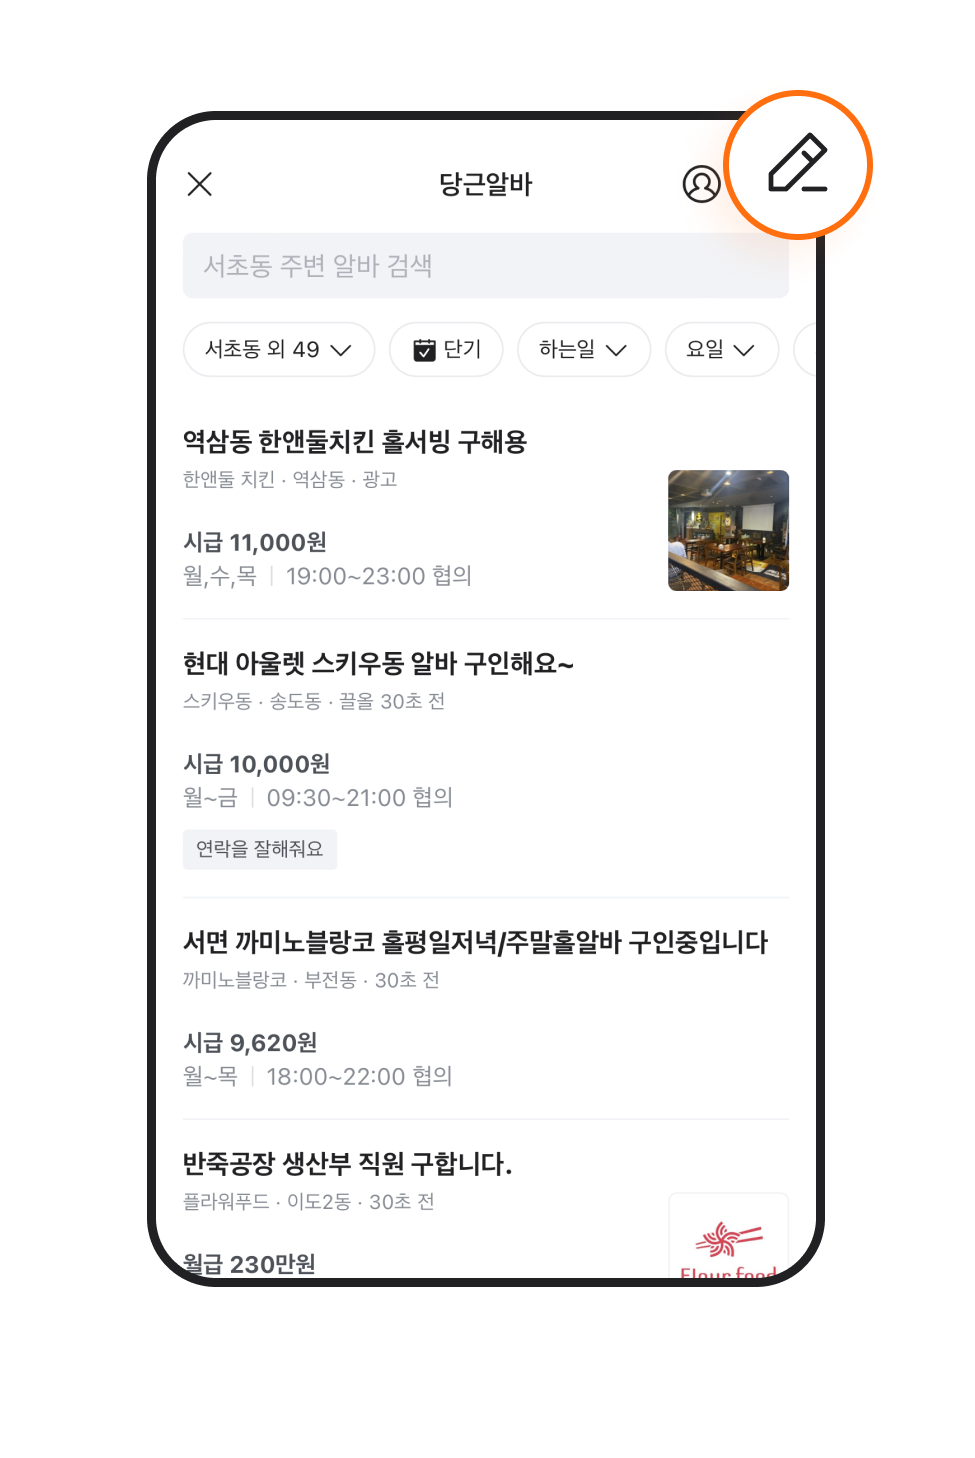 당근알바
서초동 주변 알바 검색
서초동 외 49 단기 하는일 요일
역삼동 한앤둘치킨 홀서빙 구해용
한앤둘 치킨 · 역삼동 · 광고
시급 11,000원
월,수,목 | 19:00~23:00 협의
현대 아울렛 스키우동 알바 구인해요~
스키우동 · 송도동 · 끌올 30초 전
시급 10,000원
월~금 | 09:30~21:00 협의
연락을 잘해줘요
서면 까미노블랑코 홀평일저녁/주말홀알바 구인중입니다
까미노블랑코 · 부전동 · 30초 전
시급 9,620원
월~목 | 18:00~22:00 협의
반죽공장 생산부 직원 구합니다.
플라워푸드 · 이도2동 · 30초 전
월급 230만원
Flour food